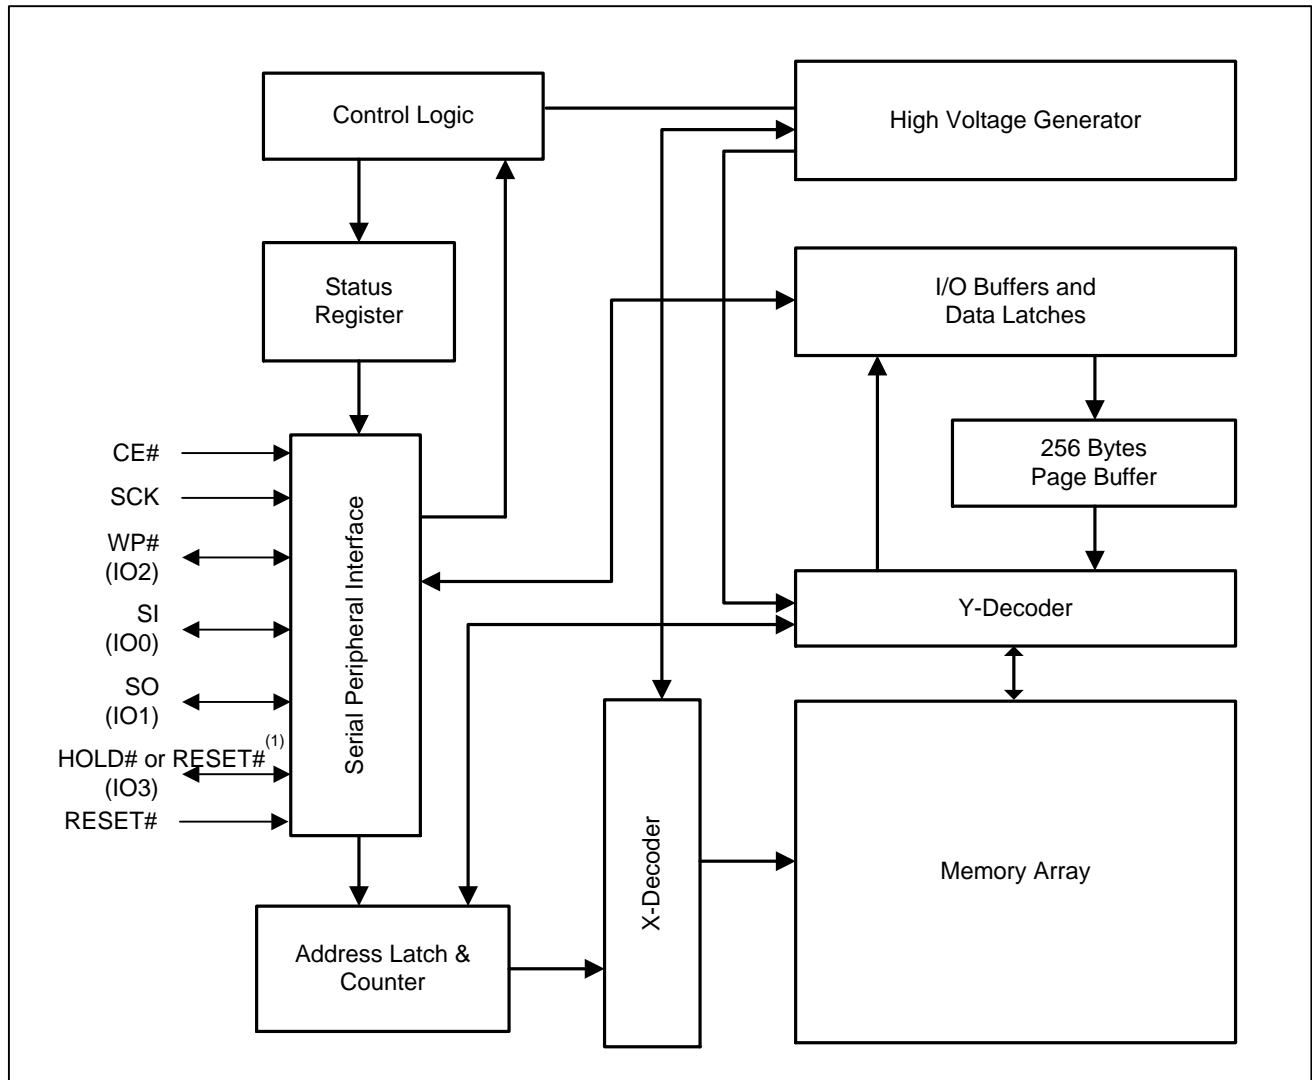 Control Logic
High Voltage Generator
Status
Register
I/O Buffers and
Data Latches
256 Bytes
Page Buffer
CE#
SCK
WP#
(IO2)
SI
(IO0)
SO
(IO1)
HOLD# or RESET#(1)
(IO3)
RESET#
Serial Peripheral Interface
Y-Decoder
X-Decoder
Memory Array
Address Latch &
Counter